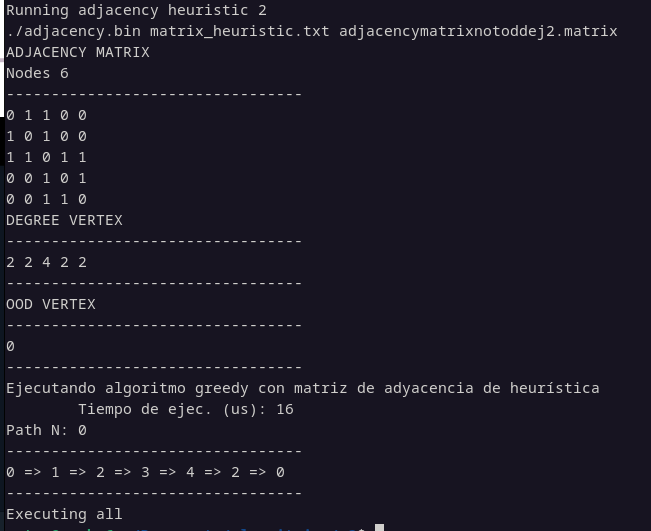 Running adjacency heuristic 2
./adjacency.bin matrix_heuristic.txt adjacencymatrixnotoddej2.matrix
ADJACENCY MATRIX
Nodes 6
---------------------------------
0 1 1 0 0
1 0 1 0 0
1 1 0 1 1
0 0 1 0 1
0 0 1 1 0
DEGREE VERTEX
---------------------------------
2 2 4 2 2
---------------------------------
OOD VERTEX
---------------------------------
0
---------------------------------
Ejecutando algoritmo greedy con matriz de adyacencia de heurística
        Tiempo de ejec. (us): 16
Path N: 0
---------------------------------
0 => 1 => 2 => 3 => 4 => 2 => 0
---------------------------------
Executing all